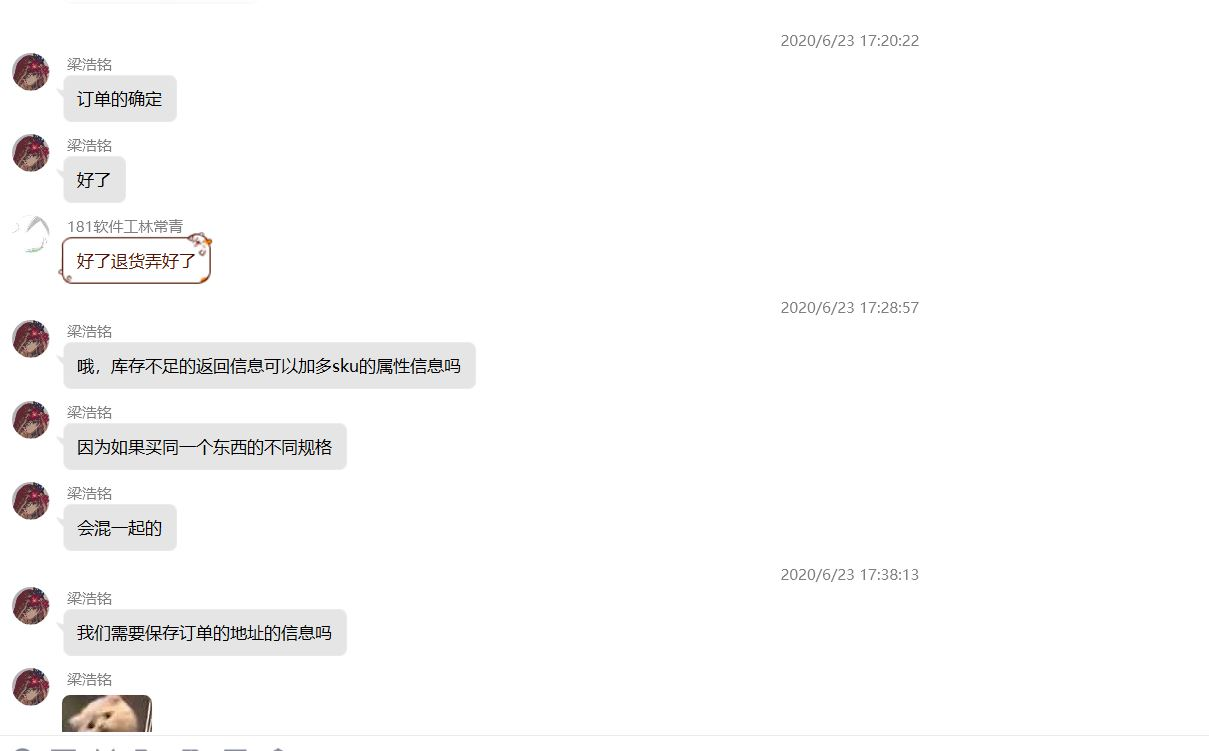 2020/6/23 17:20:22
梁浩铭
订单的确定
梁浩铭
好了
181软件工林常青
好了退货弄好了
2020/6/23 17:28:57
梁浩铭
哦，库存不足的返回信息可以加多sku的属性信息吗
梁浩铭
因为如果买同一个东西的不同规格
梁浩铭
会混一起的
2020/6/23 17:38:13
梁浩铭
我们需要保存订单的地址的信息吗
梁浩铭